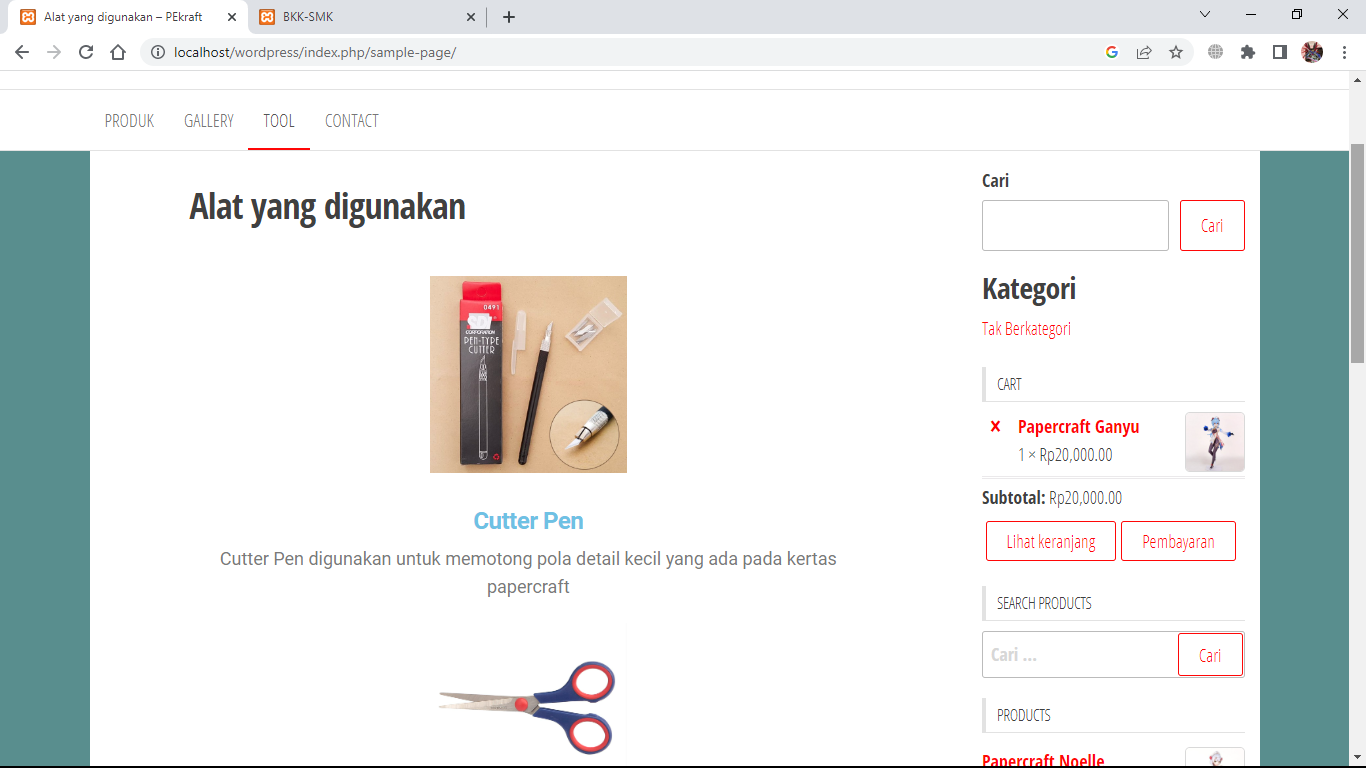 Alat yang digunakan – PEkraft
BKK-SMK
localhost/wordpress/index.php/sample-page/
PRODUK
GALLERY
TOOL
CONTACT
Alat yang digunakan
0491
CORPORATION
PEN-TYPE
CUTTER
Cutter Pen
Cutter Pen digunakan untuk memotong pola detail kecil yang ada pada kertas
papercraft
Cari
Cari
Kategori
Tak Berkategori
CART
Papercraft Ganyu
1 × Rp20,000.00
Subtotal: Rp20,000.00
Lihat keranjang
Pembayaran
SEARCH PRODUCTS
Cari ...
Cari
PRODUCTS
Papercraft Noelle